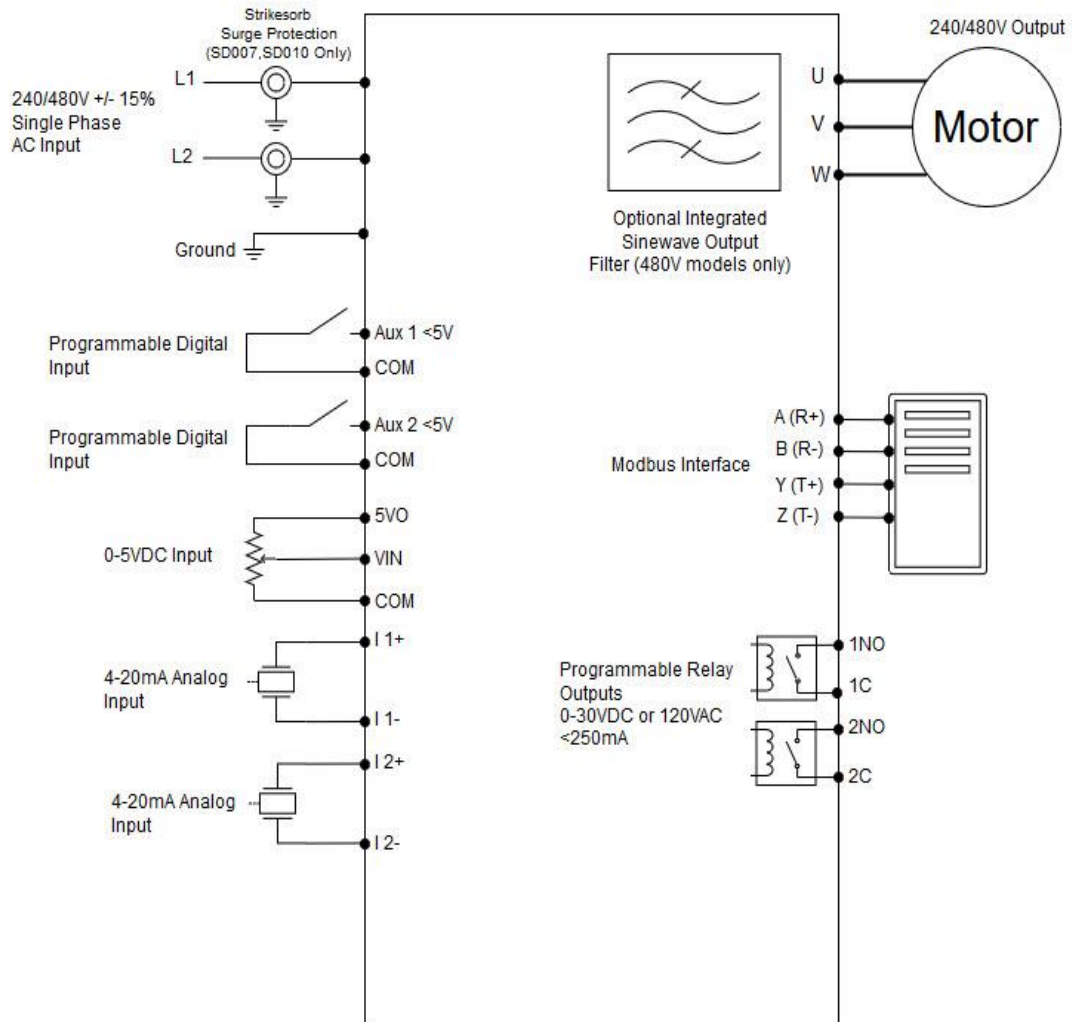 Strikesorb
Surge Protection
(SD007,SD010 Only)
L1
240/480V +/- 15%
Single Phase
AC Input
L2
Ground
Programmable Digital
Input
Aux 1 <5V
COM
Programmable Digital
Input
Aux 2 <5V
COM
5VO
0-5VDC Input
VIN
COM
I 1+
4-20mA Analog
Input
I 1-
I 2+
4-20mA Analog
Input
I 2-
240/480V Output
U
V
W
Motor
Optional Integrated
Sinewave Output
Filter (480V models only)
A (R+)
B (R-)
Modbus Interface
Y (T+)
Z (T-)
1NO
Programmable Relay
Outputs
0-30VDC or 120VAC
<250mA
1C
2NO
2C